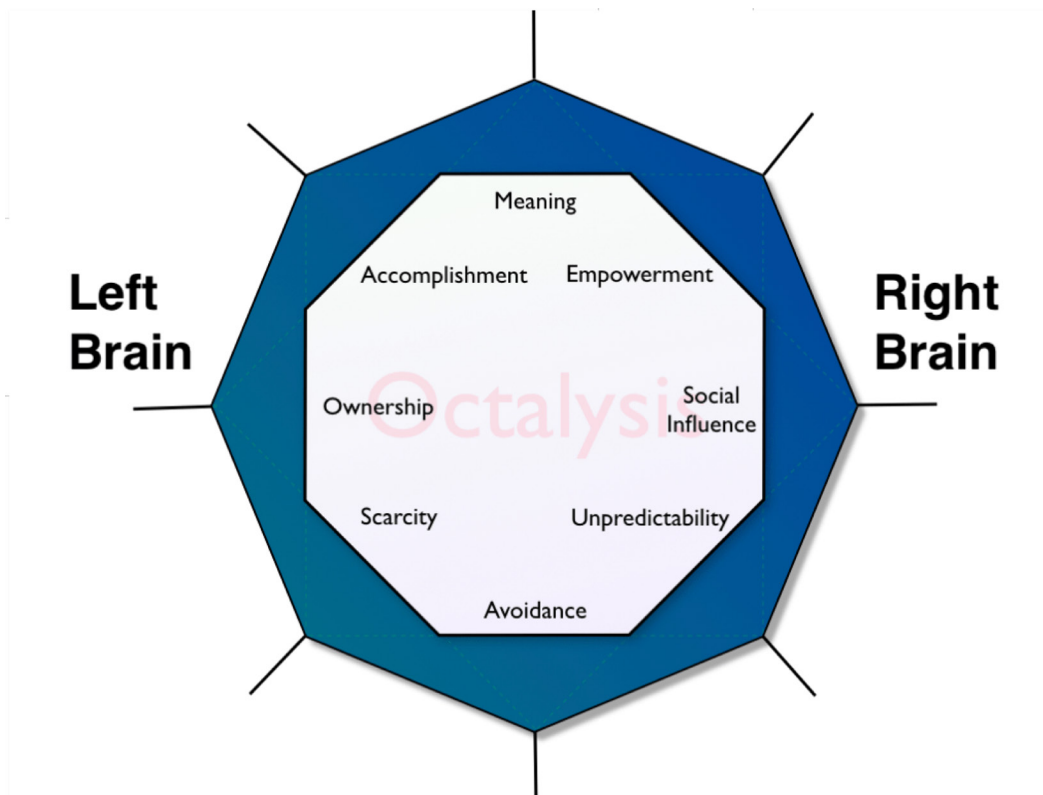 Meaning
Accomplishment
Empowerment
Left
Brain
Right
Brain
Octalysis
Ownership
Social
Influence
Scarcity
Unpredictability
Avoidance